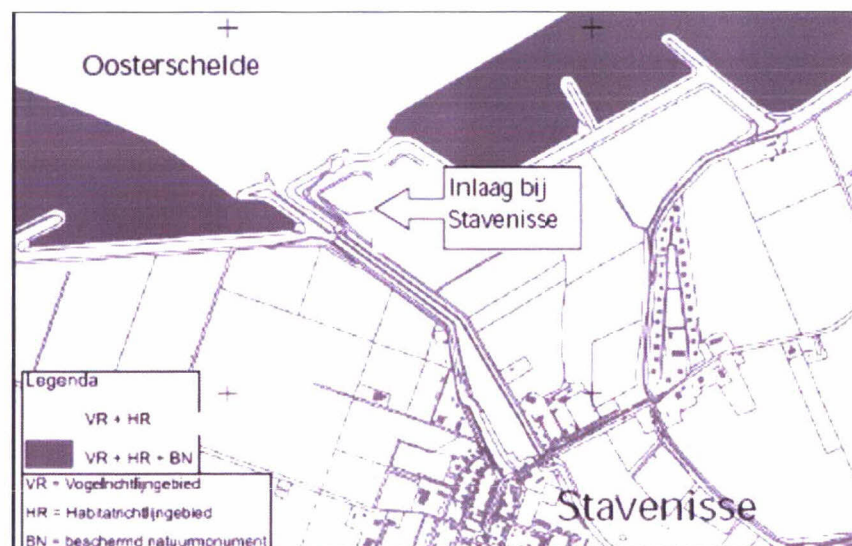 Oosterschelde
Inlaag bij
Stavenisse
Legenda
VR + HR
VR + HR + BN
VR = Vogelrichtlijngebied
HR = Habitatrichtlijngebied
BN = beschermd natuurmonument
Stavenisse